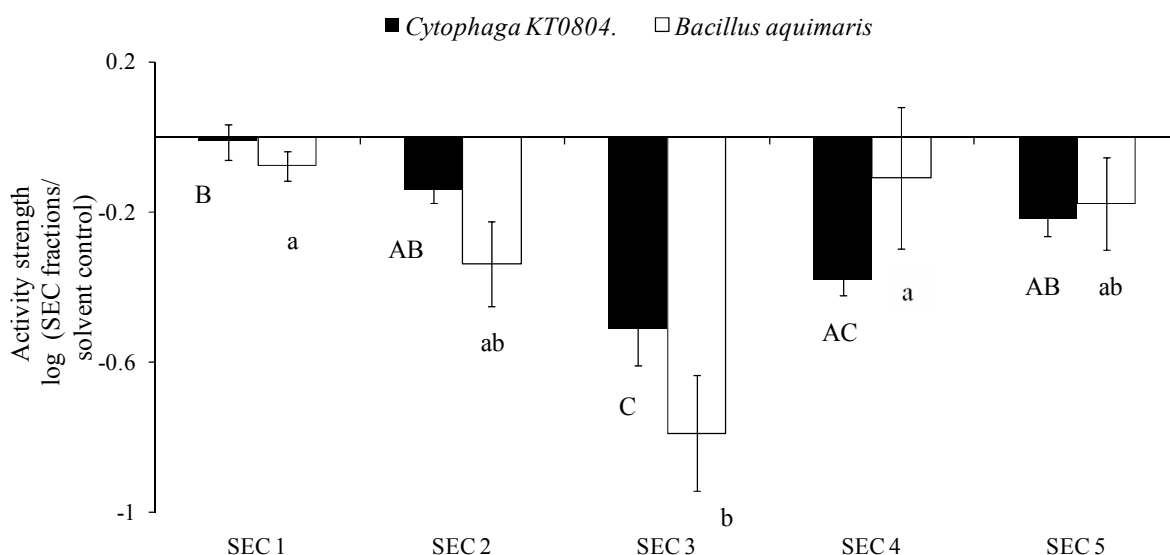 Cytophaga KT0804. Bacillus aquimaris
0.2
-0.2
-0.6
-1
Activity strength
log (SEC fractions/
solvent control)
B
a
AB
ab
C
b
AC
a
AB
ab
SEC 1 SEC 2 SEC 3 SEC 4 SEC 5